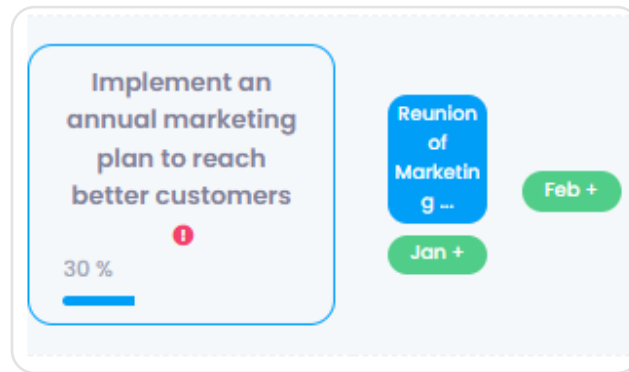 Implement an
annual marketing
plan to reach
better customers
30 %
Reunion
of
Marketin
g ...
Jan +
Feb +